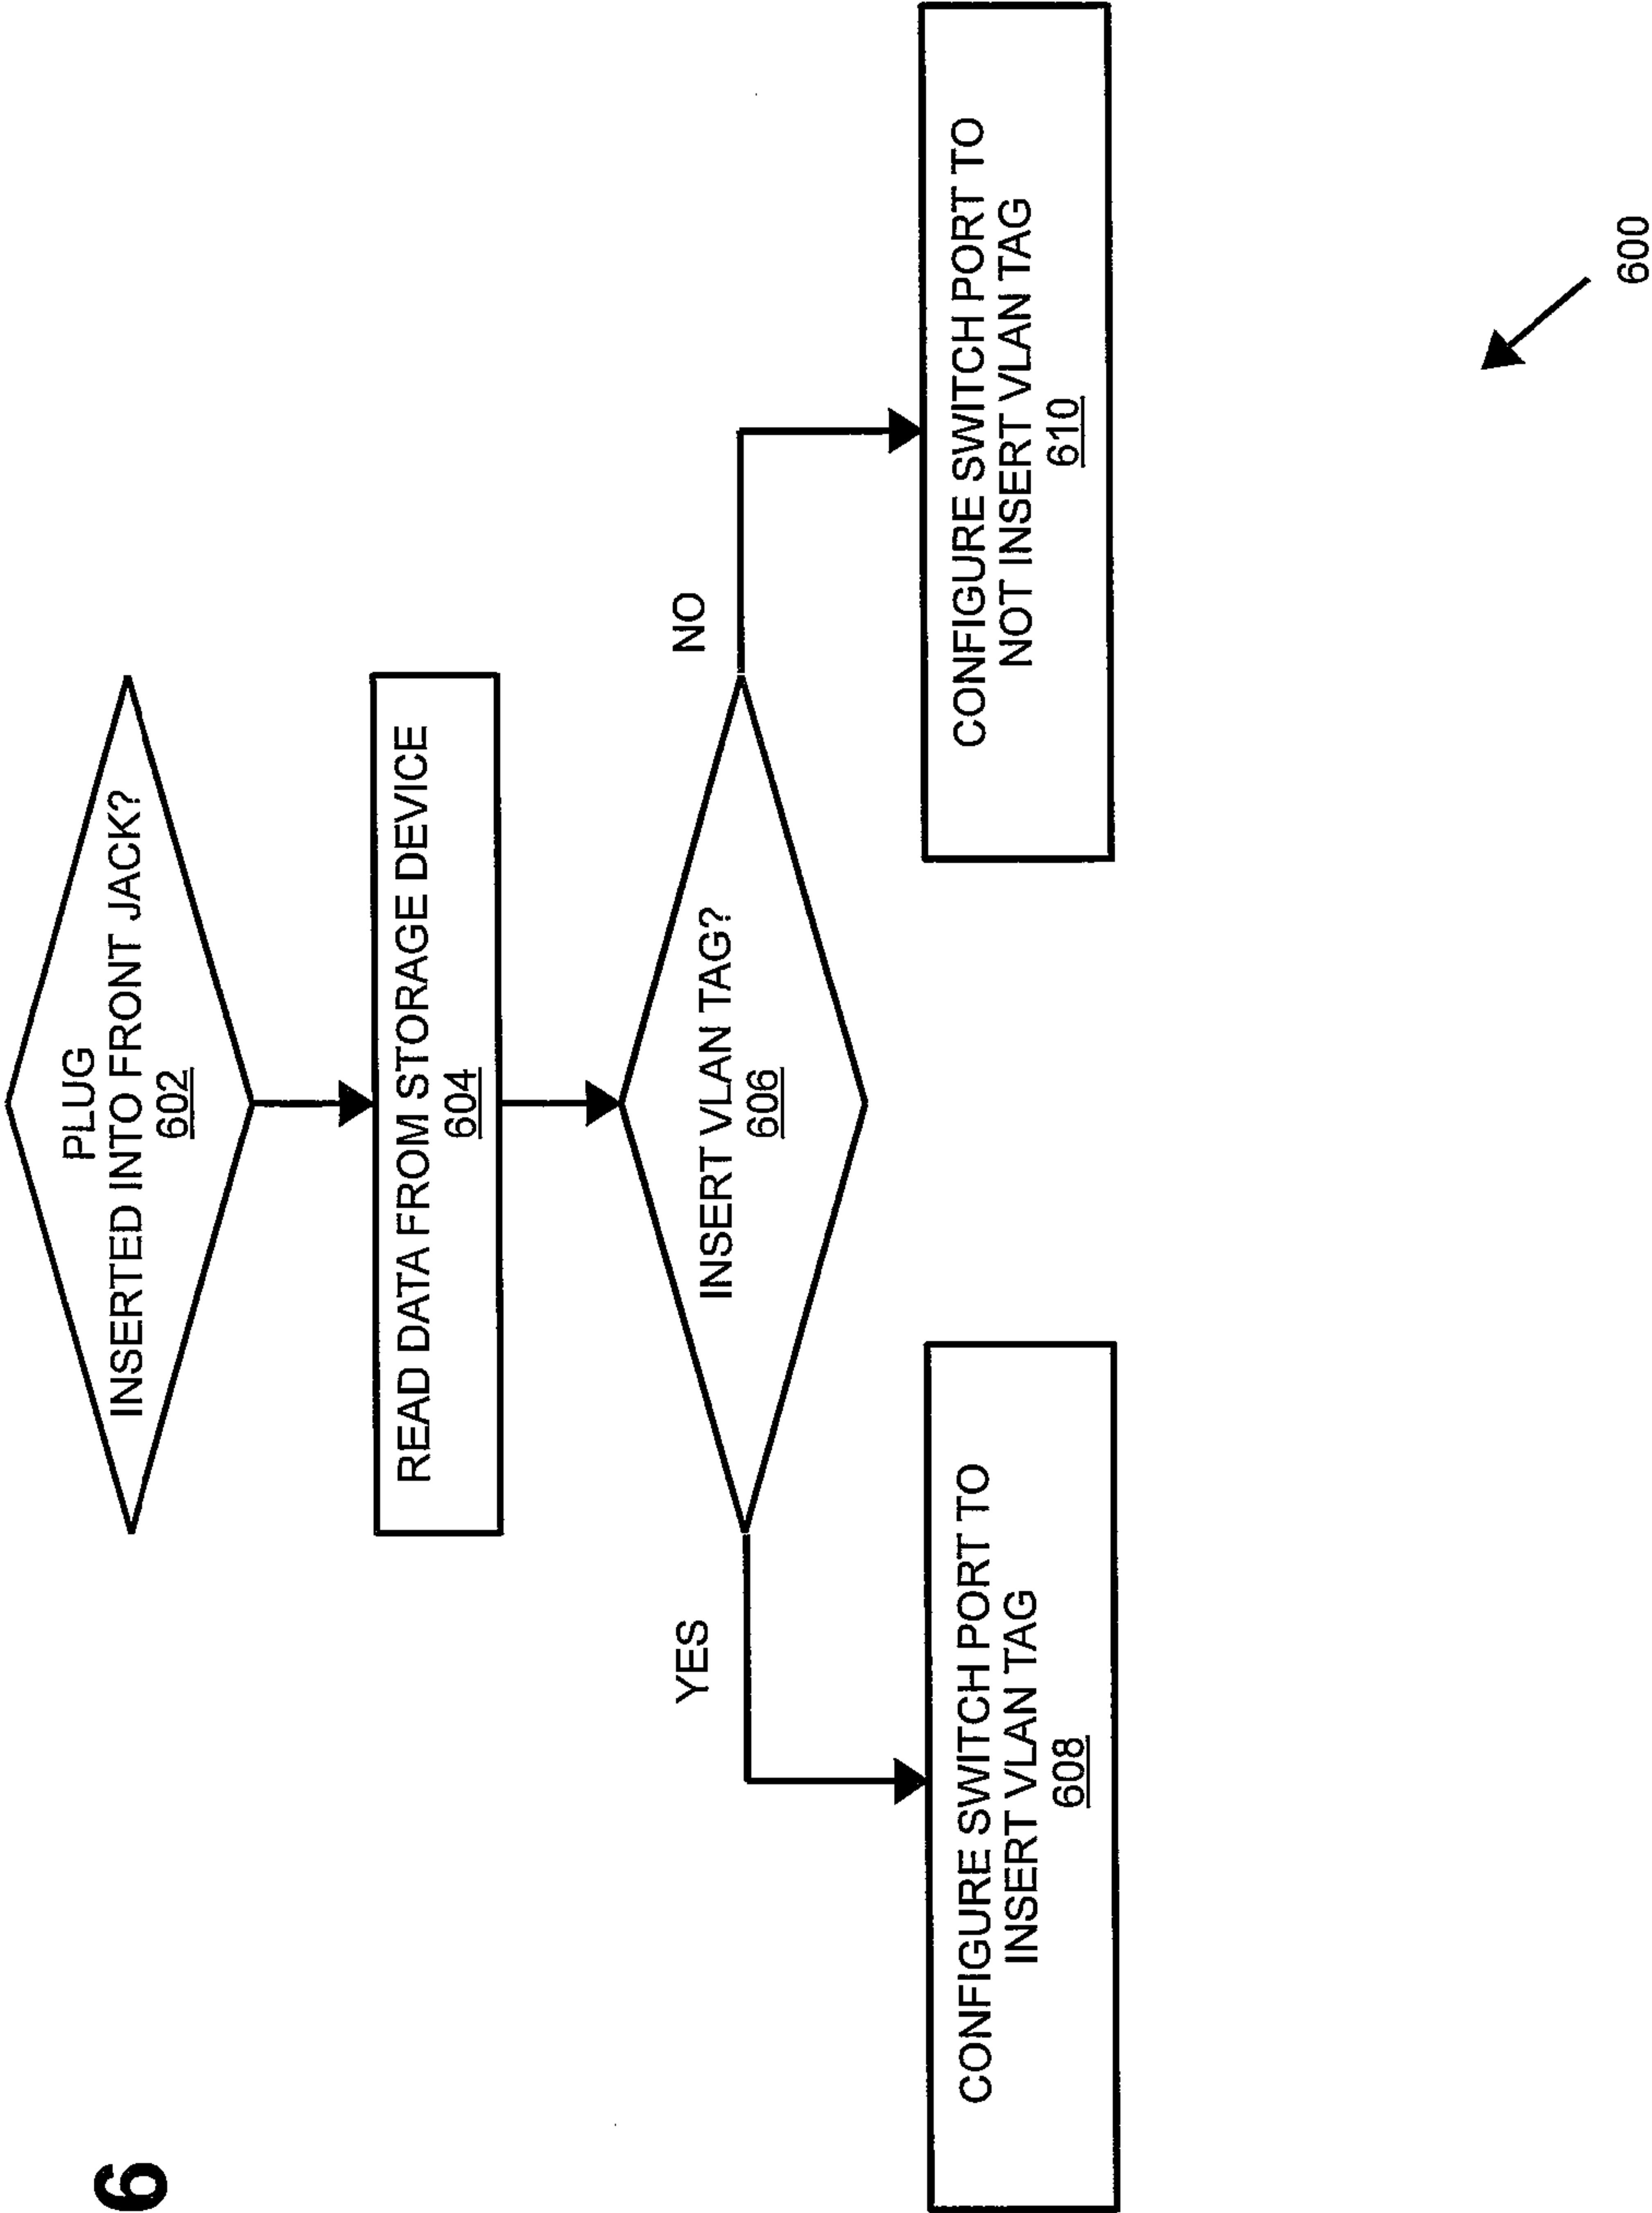 PLUG
INSERTED INTO FRONT JACK?
602
READ DATA FROM STORAGE DEVICE
604
INSERT VLAN TAG?
606
YES
NO
CONFIGURE SWITCH PORT TO
INSERT VLAN TAG
608
CONFIGURE SWITCH PORT TO
NOT INSERT VLAN TAG
610
600
6